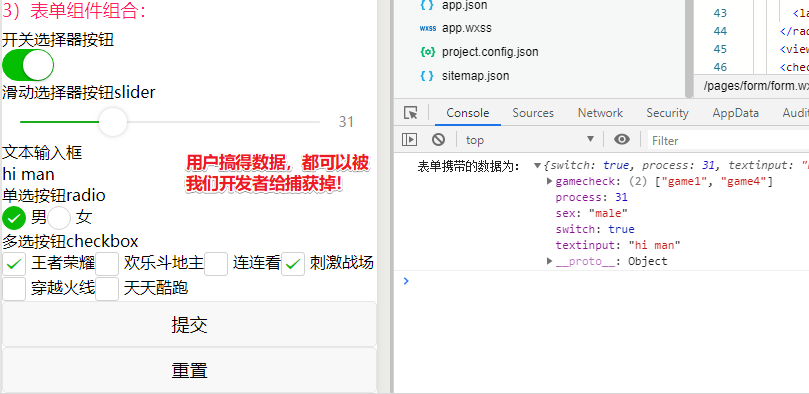 3）表单组件组合：
开关选择器按钮
滑动选择器按钮slider
31
文本输入框
hi man
单选按钮radio
男 女
多选按钮checkbox
王者荣耀 欢乐斗地主 连连看 刺激战场
穿越火线 天天酷跑
提交
重置
用户搞得数据，都可以被
我们开发者给捕获掉！
app.json
app.wxss
project.config.json
sitemap.json
43 <la
44 </rad
45 <view
46 <chec
/pages/form/form.wx
Console Sources Network Security AppData Audit
top Filter
表单携带的数据为： {switch: true, process: 31, textinput: "
gamecheck: (2) ["game1", "game4"]
process: 31
sex: "male"
switch: true
textinput: "hi man"
__proto__: Object